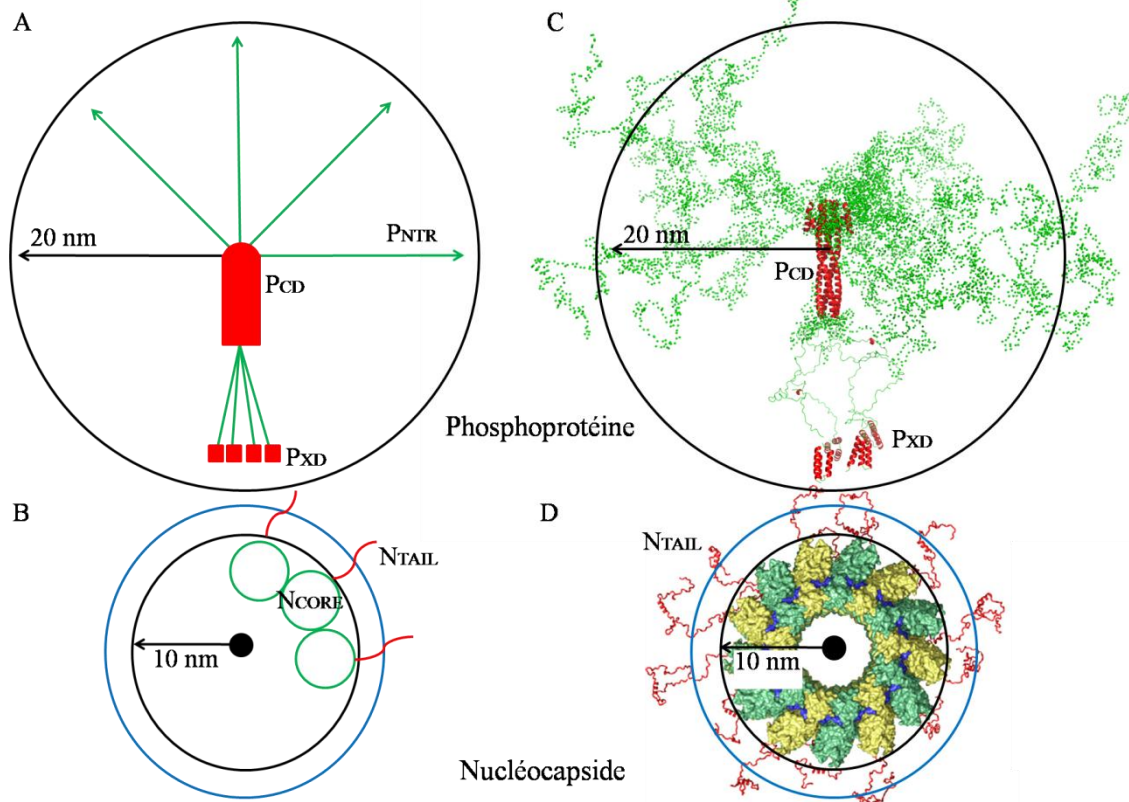 A
20 nm
PNTR
PCD
PXD
C
20 nm
PCD
PXD
Phosphoprotéine
B
NTAIL
NCORE
10 nm
D
NTAIL
10 nm
Nucléocapside